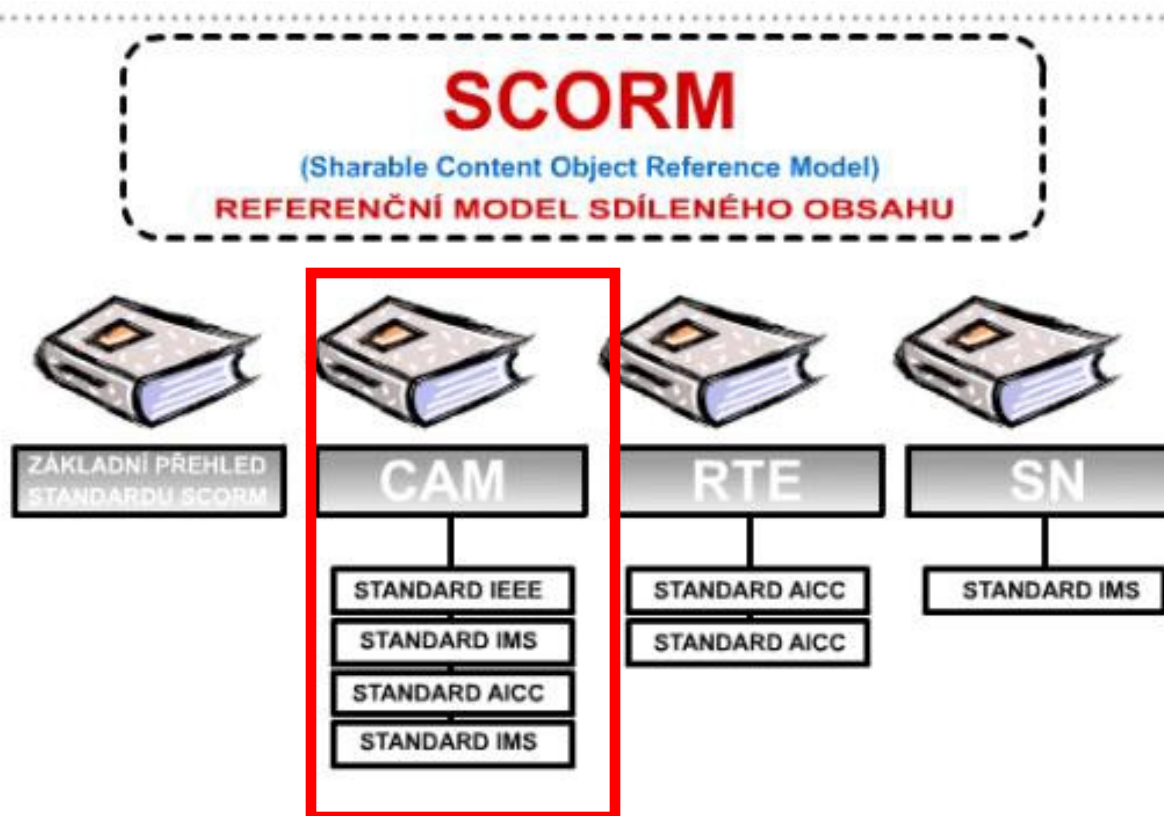 SCORM
(Sharable Content Object Reference Model)
REFERENČNÍ MODEL SDÍLENÉHO OBSAHU
ZÁKLADNÍ PŘEHLED
STANDARDU SCORM
CAM
STANDARD IEEE
STANDARD IMS
STANDARD AICC
STANDARD IMS
RTE
STANDARD AICC
STANDARD AICC
SN
STANDARD IMS